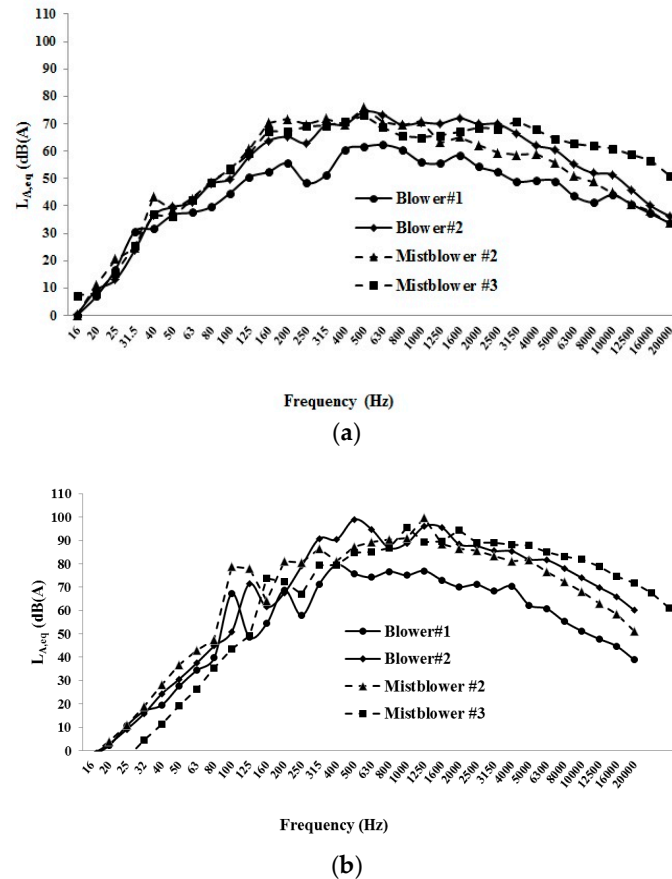 110
100
90
80
70
60
50
40
30
20
10
0
L A,eq (dB(A)
Blower#1
Blower#2
Mistblower #2
Mistblower #3
16 20 25 31.5 40 50 63 80 100 125 160 200 250 315 400 500 630 800 1000 1250 1600 2000 2500 3150 4000 5000 6300 8000 10000 12500 16000 20000
Frequency (Hz)
(a)
110
100
90
80
70
60
50
40
30
20
10
0
L A,eq (dB(A)
Blower#1
Blower#2
Mistblower #2
Mistblower #3
16 20 25 32 40 50 63 80 100 125 160 200 250 315 400 500 630 800 1000 1250 1600 2000 2500 3150 4000 5000 6300 8000 10000 12500 16000 20000
Frequency (Hz)
(b)